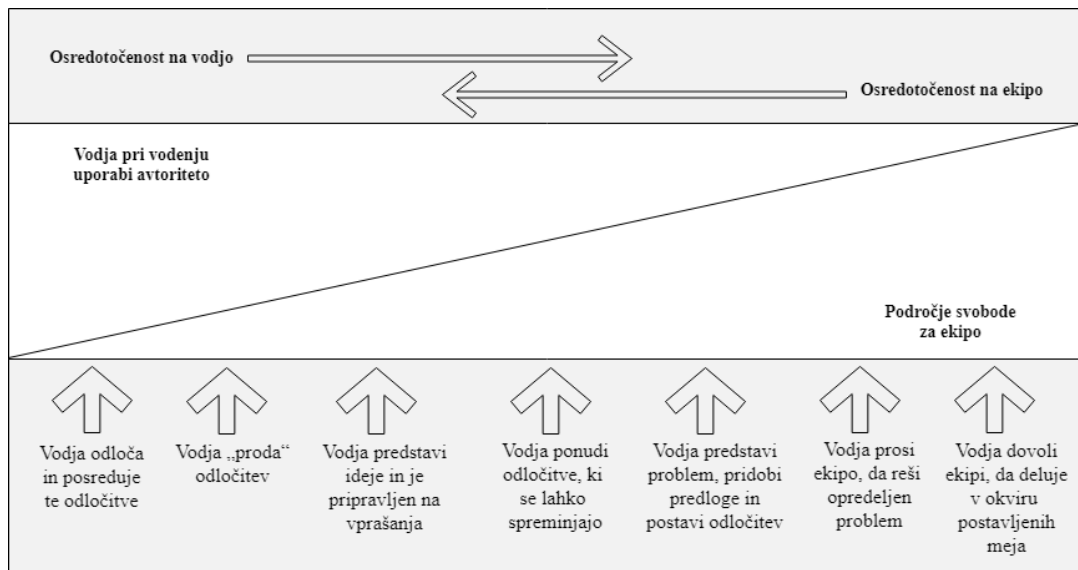 Osredotočenost na vodjo
Osredotočenost na ekipo
Vodja pri vodenju
uporabi avtoriteto
Področje svobode
za ekipo
Vodja odloča
in posreduje
te odločitve
Vodja „proda“
odločitev
Vodja predstavi
ideje in je
pripravljen na
vprašanja
Vodja ponudi
odločitve, ki
se lahko
spreminjajo
Vodja predstavi
problem, pridobi
predloge in
postavi odločitev
Vodja prosi
ekipo, da reši
opredeljen
problem
Vodja dovoli
ekipi, da deluje
v okviru
postavljenih
meja